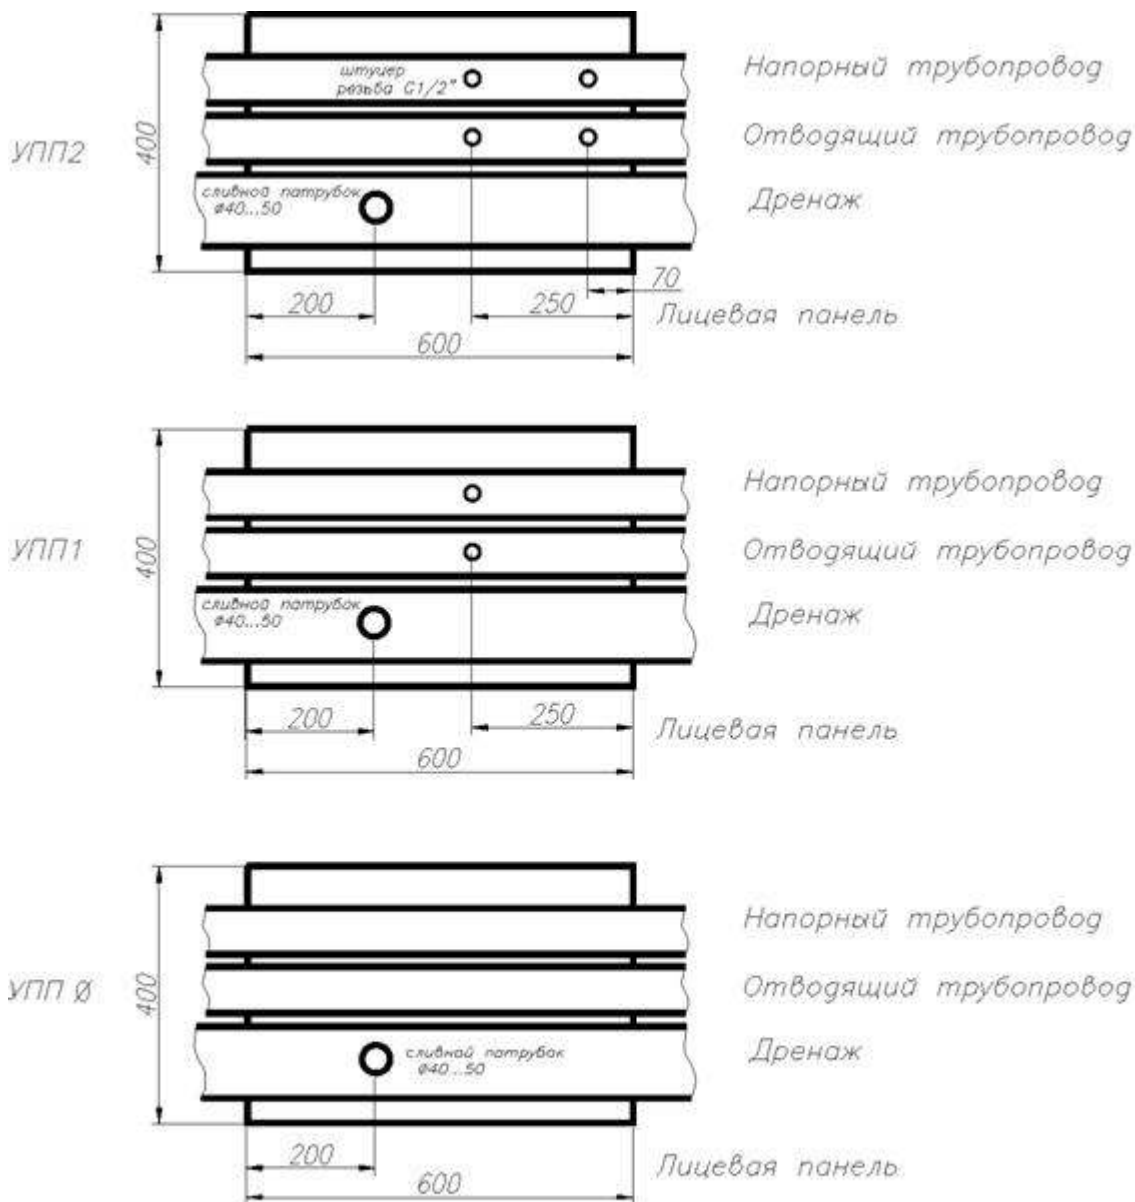 штуцер
резьба G1/2"
Напорный трубопровод
400
Отводящий трубопровод
УПП2
сливной патрубок
ø40...50
Дренаж
70
200
250
Лицевая панель
600
Напорный трубопровод
УПП1
400
Отводящий трубопровод
сливной патрубок
ø40...50
Дренаж
200
250
Лицевая панель
600
Напорный трубопровод
УПП Ø
400
Отводящий трубопровод
сливной патрубок
ø40...50
Дренаж
200
Лицевая панель
600